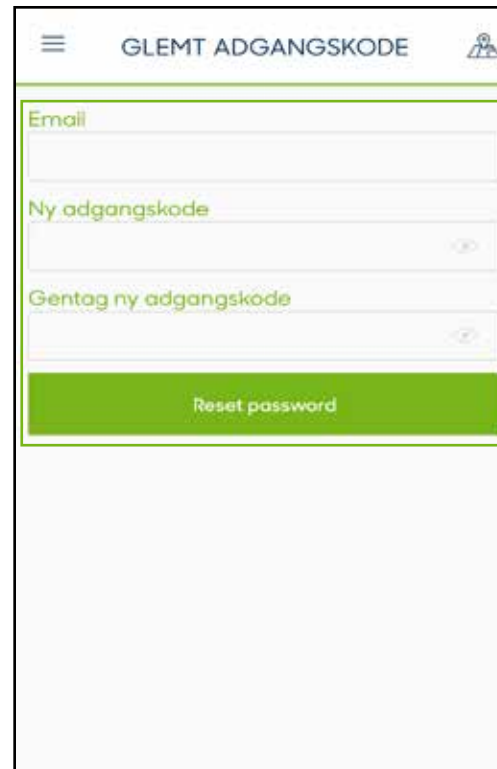 GLEMT ADGANGSKODE
Email
Ny adgangskode
Gentag ny adgangskode
Reset password